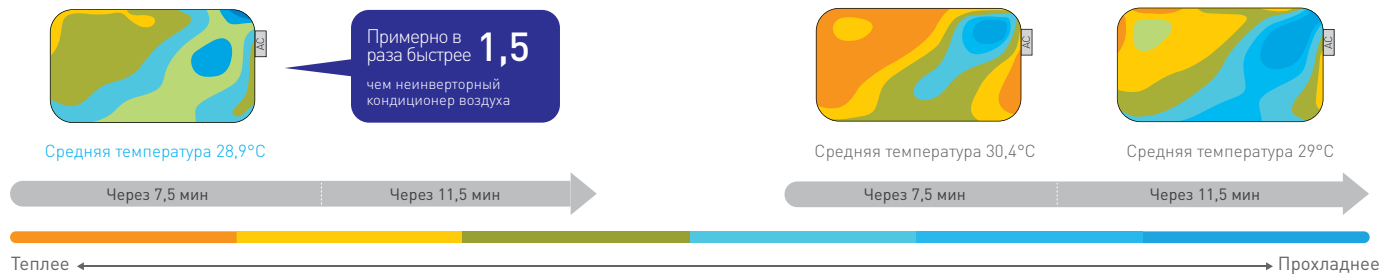 AC
Примерно в
раза быстрее 1,5
чем неинверторный
кондиционер воздуха
AC
AC
Средняя температура 28,9°C
Средняя температура 30,4°C
Средняя температура 29°C
Через 7,5 мин
Через 11,5 мин
Через 7,5 мин
Через 11,5 мин
Теплее
Прохладнее